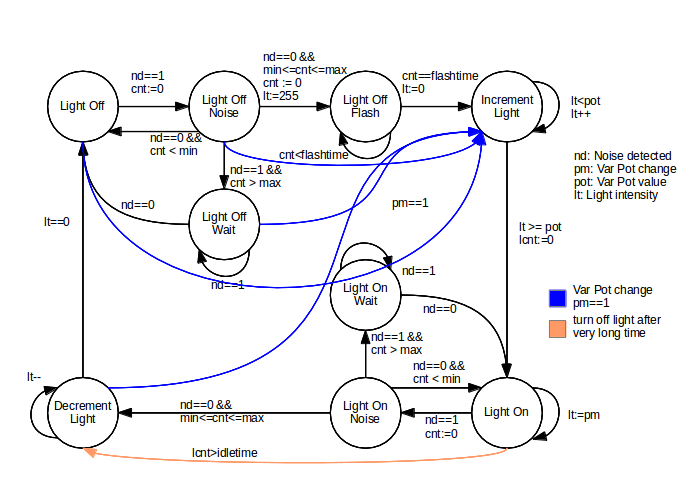 nd==1
cnt:=0
nd==0 &&
min<=cnt<=max
cnt := 0
lt:=255
cnt==flashtime
lt:=0
Light Off
Light Off
Noise
Light Off
Flash
Increment
Light
lt<pot
lt++
nd==0 &&
cnt < min
cnt<flashtime
nd: Noise detected
pm: Var Pot change
pot: Var Pot value
lt: Light intensity
nd==1 &&
cnt > max
nd==0
pm==1
lt==0
Light Off
Wait
lt >= pot
lcnt:=0
nd==1
nd==1
Light On
Wait
Var Pot change
pm==1
nd==0
turn off light after
very long time
nd==1 &&
cnt > max
nd==0 &&
cnt < min
lt--
Decrement
Light
nd==0 &&
min<=cnt<=max
Light On
Noise
nd==1
cnt:=0
Light On
lt:=pm
lcnt>idletime